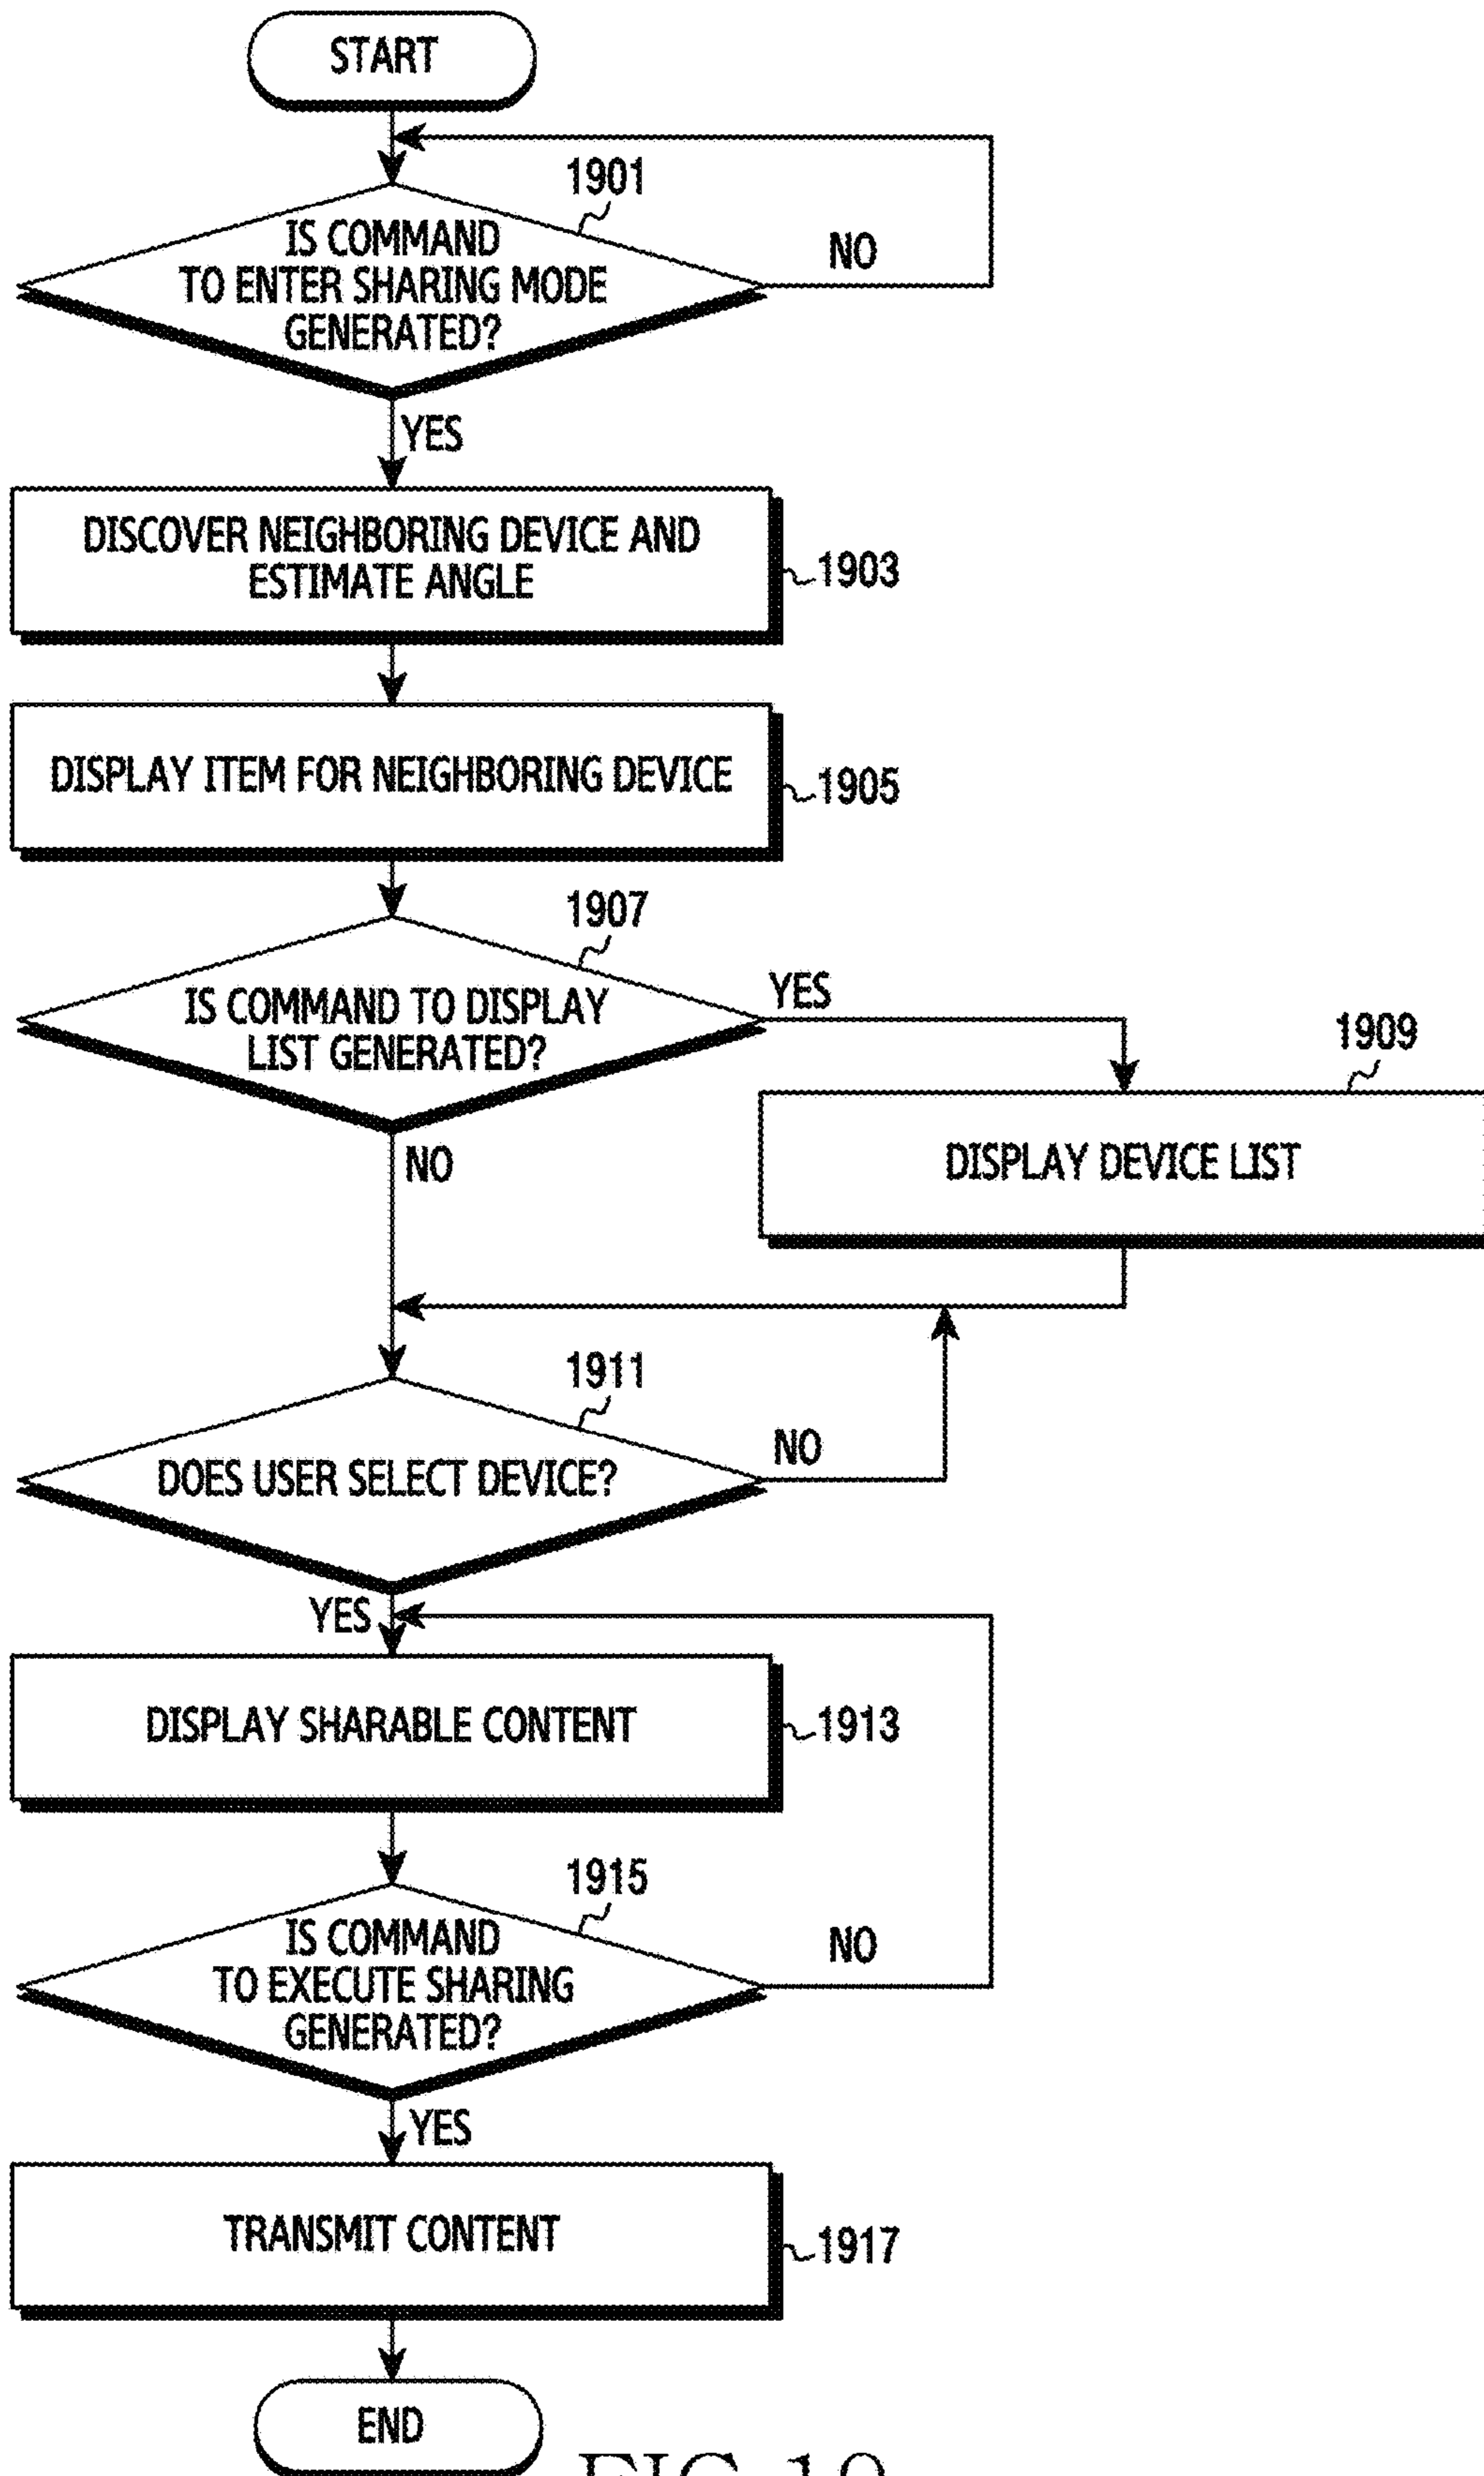 START
1901
IS COMMAND
TO ENTER SHARING MODE
GENERATED?
NO
YES
DISCOVER NEIGHBORING DEVICE AND
ESTIMATE ANGLE
1903
DISPLAY ITEM FOR NEIGHBORING DEVICE
1905
1907
IS COMMAND TO DISPLAY
LIST GENERATED?
YES
1909
DISPLAY DEVICE LIST
NO
1911
DOES USER SELECT DEVICE?
NO
YES
DISPLAY SHARABLE CONTENT
1913
1915
IS COMMAND
TO EXECUTE SHARING
GENERATED?
NO
YES
TRANSMIT CONTENT
1917
END